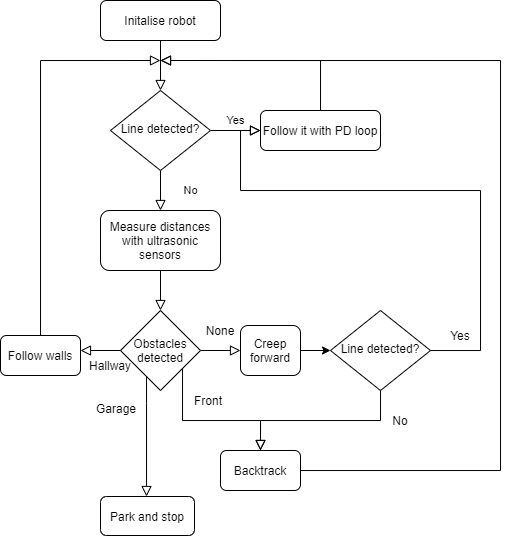 Initalise robot
Line detected?
Yes
Follow it with PD loop
No
Measure distances
with ultrasonic
sensors
Obstacles
detected
None
Creep
forward
Line detected?
Yes
Follow walls
Hallway
Garage
Front
No
Backtrack
Park and stop